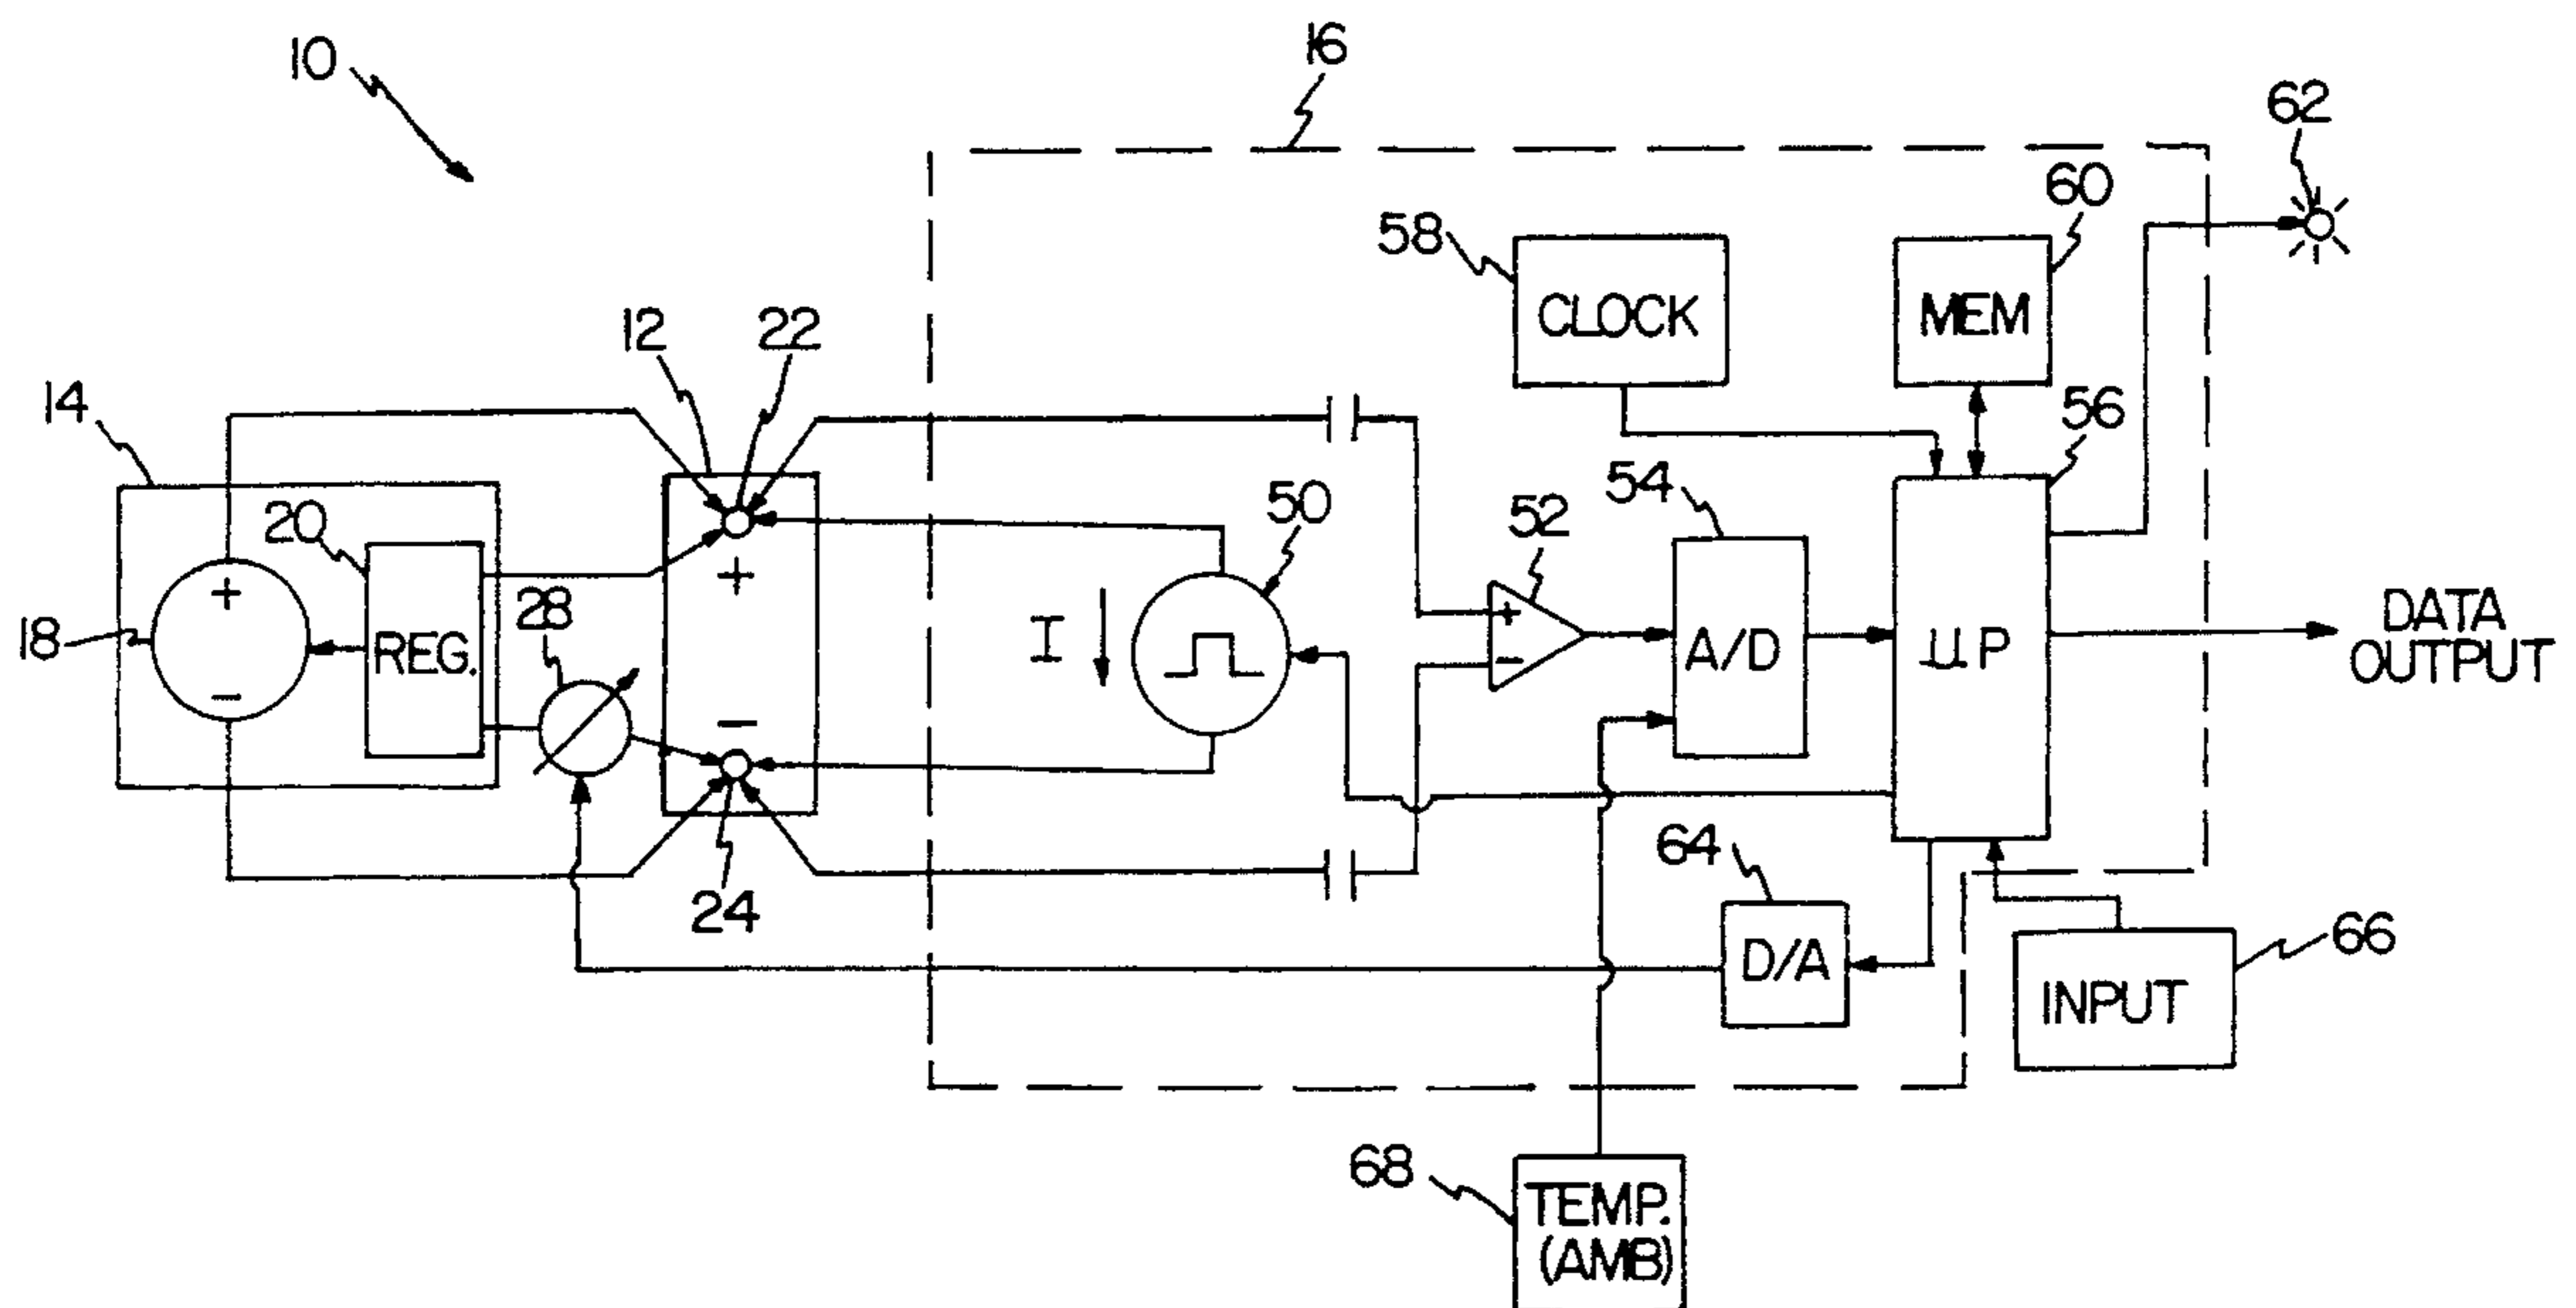 10
16
62
58
60
CLOCK
MEM
12
22
14
56
20
50
54
52
+
+
+
28
I
18
REG.
A/D
µP
DATA
OUTPUT
−
−
−
64
24
66
D/A
INPUT
68
TEMP.
(AMB)